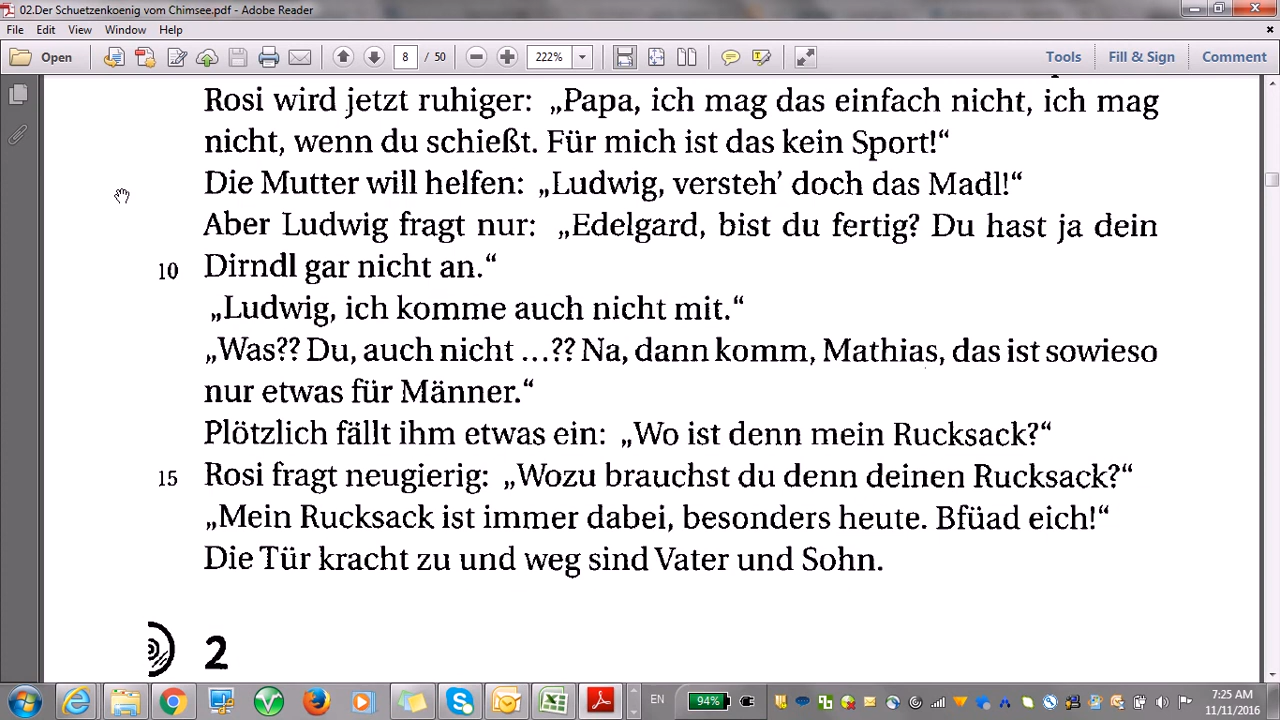 02.Der Schuetzenkoenig vom Chimsee.pdf - Adobe Reader
File Edit View Window Help
Open 8 / 50 222% Tools Fill & Sign Comment
Rosi wird jetzt ruhiger: „Papa, ich mag das einfach nicht, ich mag
nicht, wenn du schießt. Für mich ist das kein Sport!“
Die Mutter will helfen: „Ludwig, versteh’ doch das Madl!“
Aber Ludwig fragt nur: „Edelgard, bist du fertig? Du hast ja dein
10 Dirndl gar nicht an.“
„Ludwig, ich komme auch nicht mit.“
„Was?? Du, auch nicht …?? Na, dann komm, Mathias, das ist sowieso
nur etwas für Männer.“
Plötzlich fällt ihm etwas ein: „Wo ist denn mein Rucksack?“
15 Rosi fragt neugierig: „Wozu brauchst du denn deinen Rucksack?“
„Mein Rucksack ist immer dabei, besonders heute. Bfüad eich!“
Die Tür kracht zu und weg sind Vater und Sohn.
2
EN 94% 7:25 AM
11/11/2016